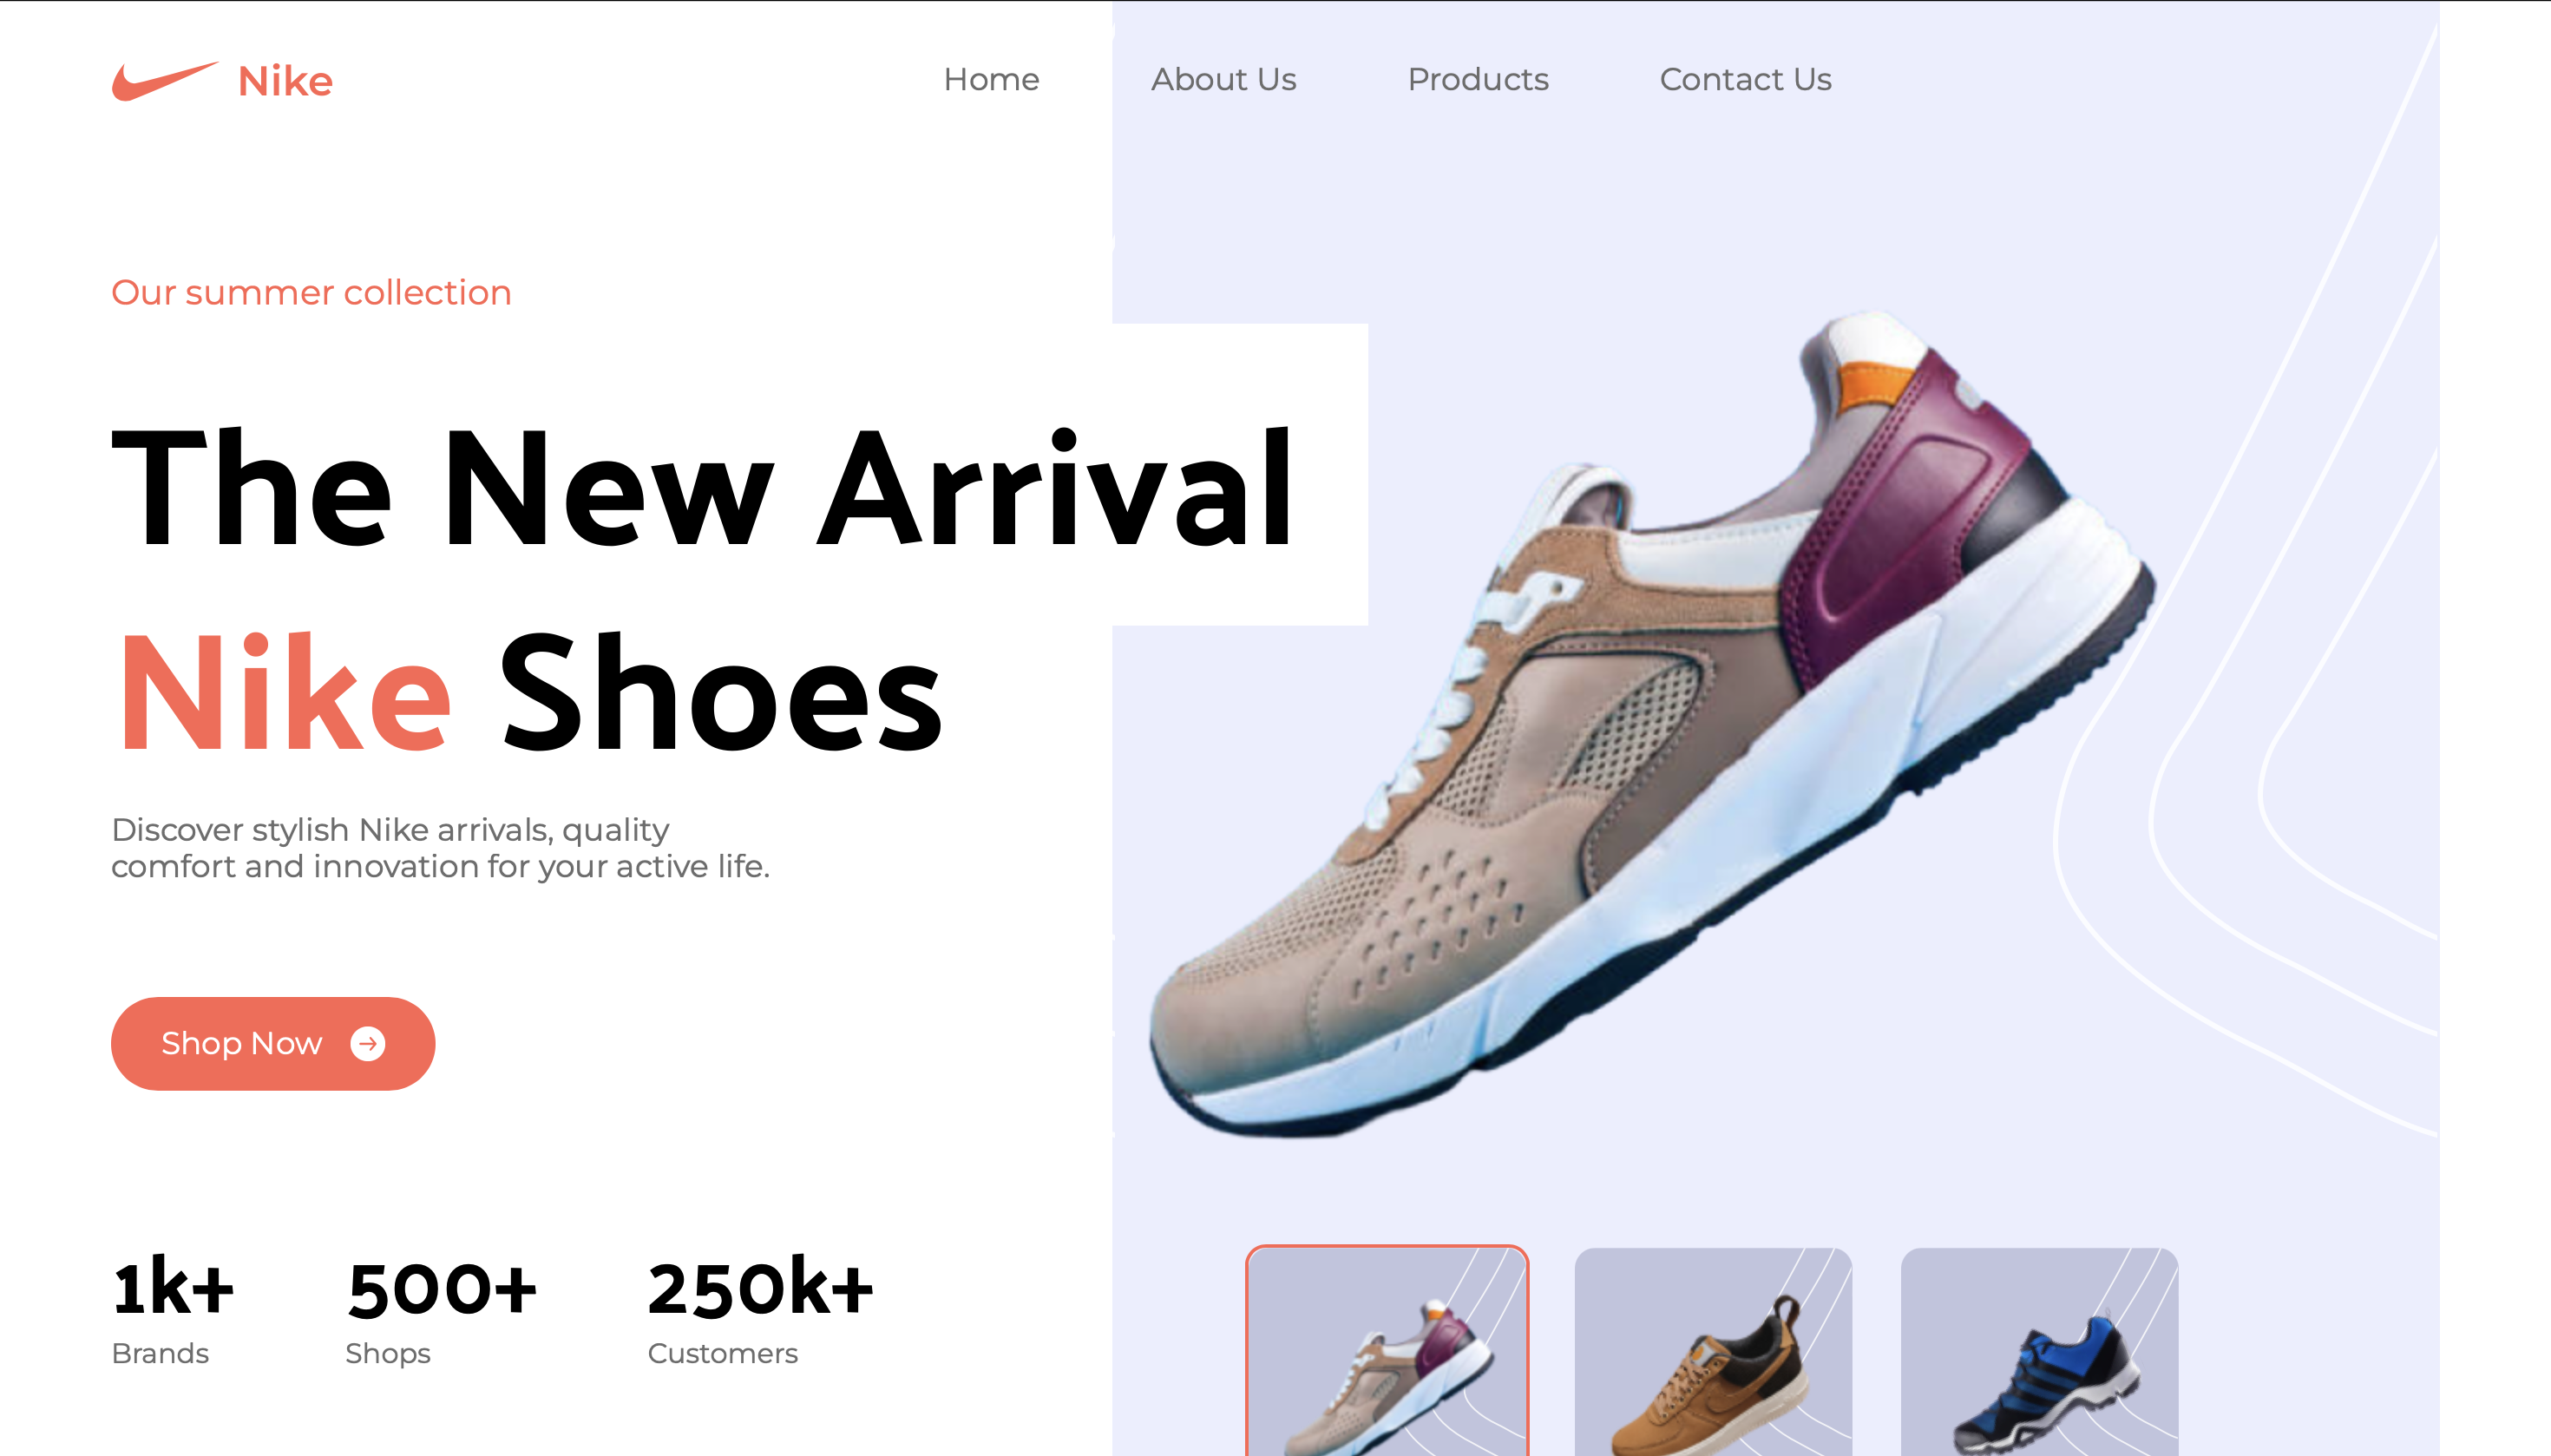 Nike
Home About Us Products Contact Us
Our summer collection
The New Arrival
Nike Shoes
Discover stylish Nike arrivals, quality
comfort and innovation for your active life.
Shop Now
1k+ 500+ 250k+
Brands Shops Customers